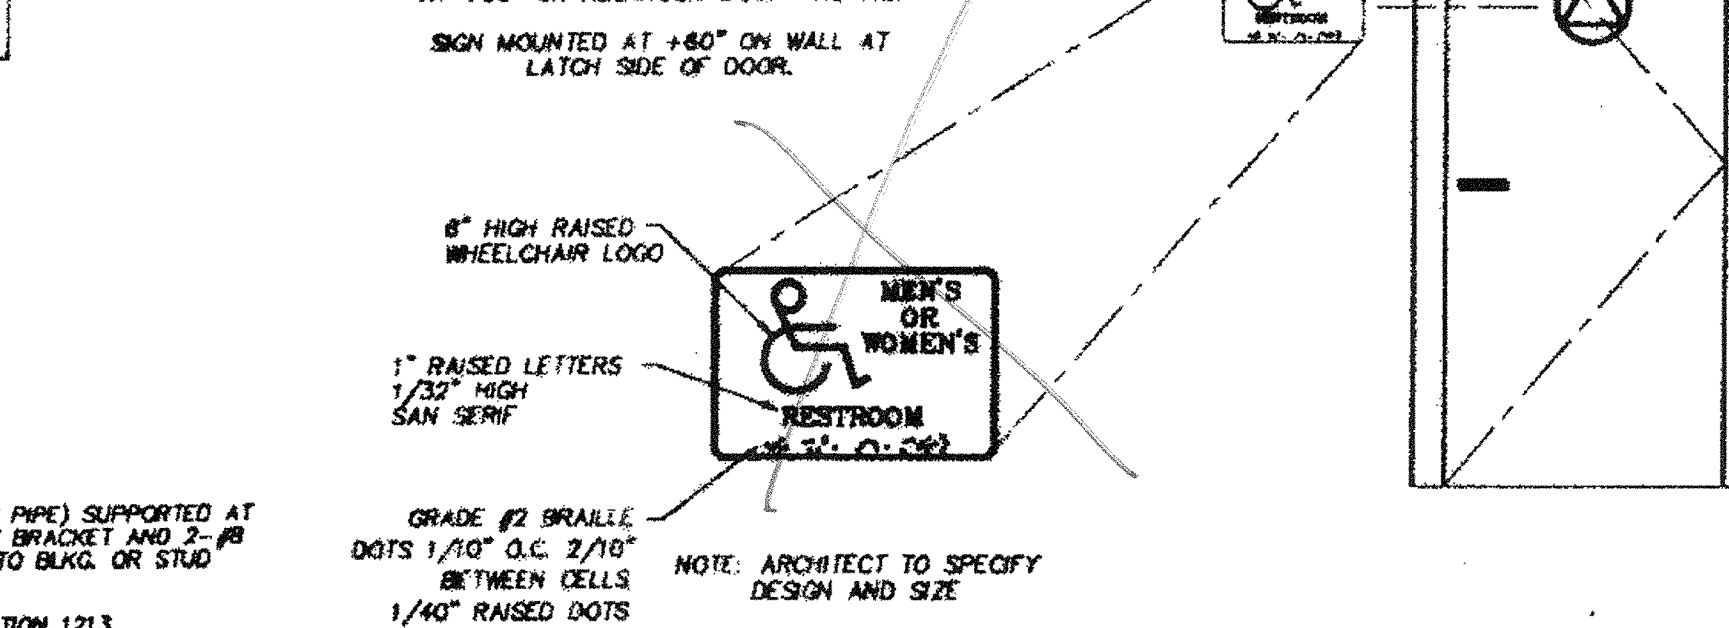 SIGN MOUNTED AT +60" ON WALL AT
LATCH SIDE OF DOOR.
RESTROOM
6" HIGH RAISED
WHEELCHAIR LOGO
MEN'S
OR
WOMEN'S
1" RAISED LETTERS
1/32" HIGH
SAN SERIF
RESTROOM
PIPE) SUPPORTED AT
BRACKET AND 2-#8
TO BLKG. OR STUD
GRADE #2 BRAILLE
DOTS 1/10" O.C. 2/10"
BETWEEN CELLS
1/40" RAISED DOTS
NOTE: ARCHITECT TO SPECIFY
DESIGN AND SIZE
1213